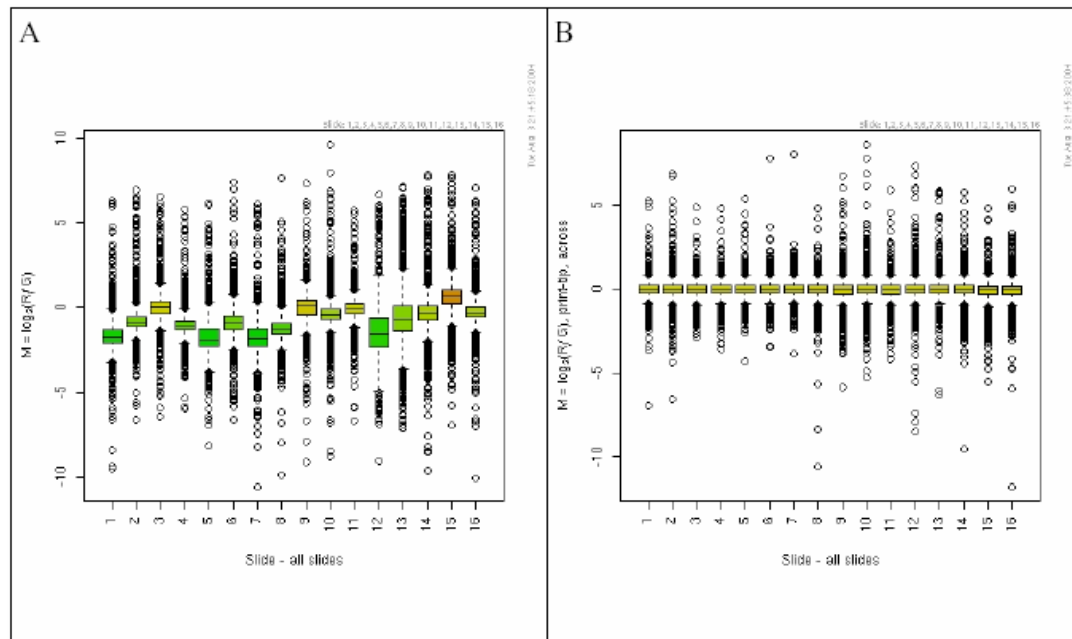 A
B
Slide: 1,2,3,4,5,6,7,8,9,10,11,12,13,14,15,16
Slide: 1,2,3,4,5,6,7,8,9,10,11,12,13,14,15,16
M = log₂(R/G)
10
5
0
-5
-10
1 2 3 4 5 6 7 8 9 10 11 12 13 14 15 16
Slide - all slides
M = log₂(R/G), print-tip, across
5
0
-5
-10
1 2 3 4 5 6 7 8 9 10 11 12 13 14 15 16
Slide - all slides